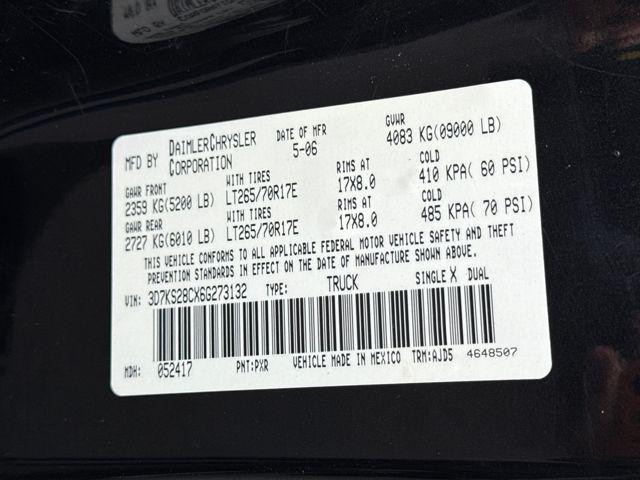 MFD BY DAIMLERCHRYSLER CORPORATION DATE OF MFR 5-06 GVWR 4083 KG(09000 LB)
GAWR FRONT WITH TIRES RIMS AT COLD
2359 KG(5200 LB) LT265/70R17E 17X8.0 410 KPA( 60 PSI)
GAWR REAR WITH TIRES RIMS AT COLD
2727 KG(6010 LB) LT265/70R17E 17X8.0 485 KPA( 70 PSI)
THIS VEHICLE CONFORMS TO ALL APPLICABLE FEDERAL MOTOR VEHICLE SAFETY AND THEFT
PREVENTION STANDARDS IN EFFECT ON THE DATE OF MANUFACTURE SHOWN ABOVE.
VIN: 3D7KS28CX6G273132 TYPE: TRUCK SINGLE X DUAL
MDH: 052417 PNT:PXR VEHICLE MADE IN MEXICO TRM:AJD5 4648507